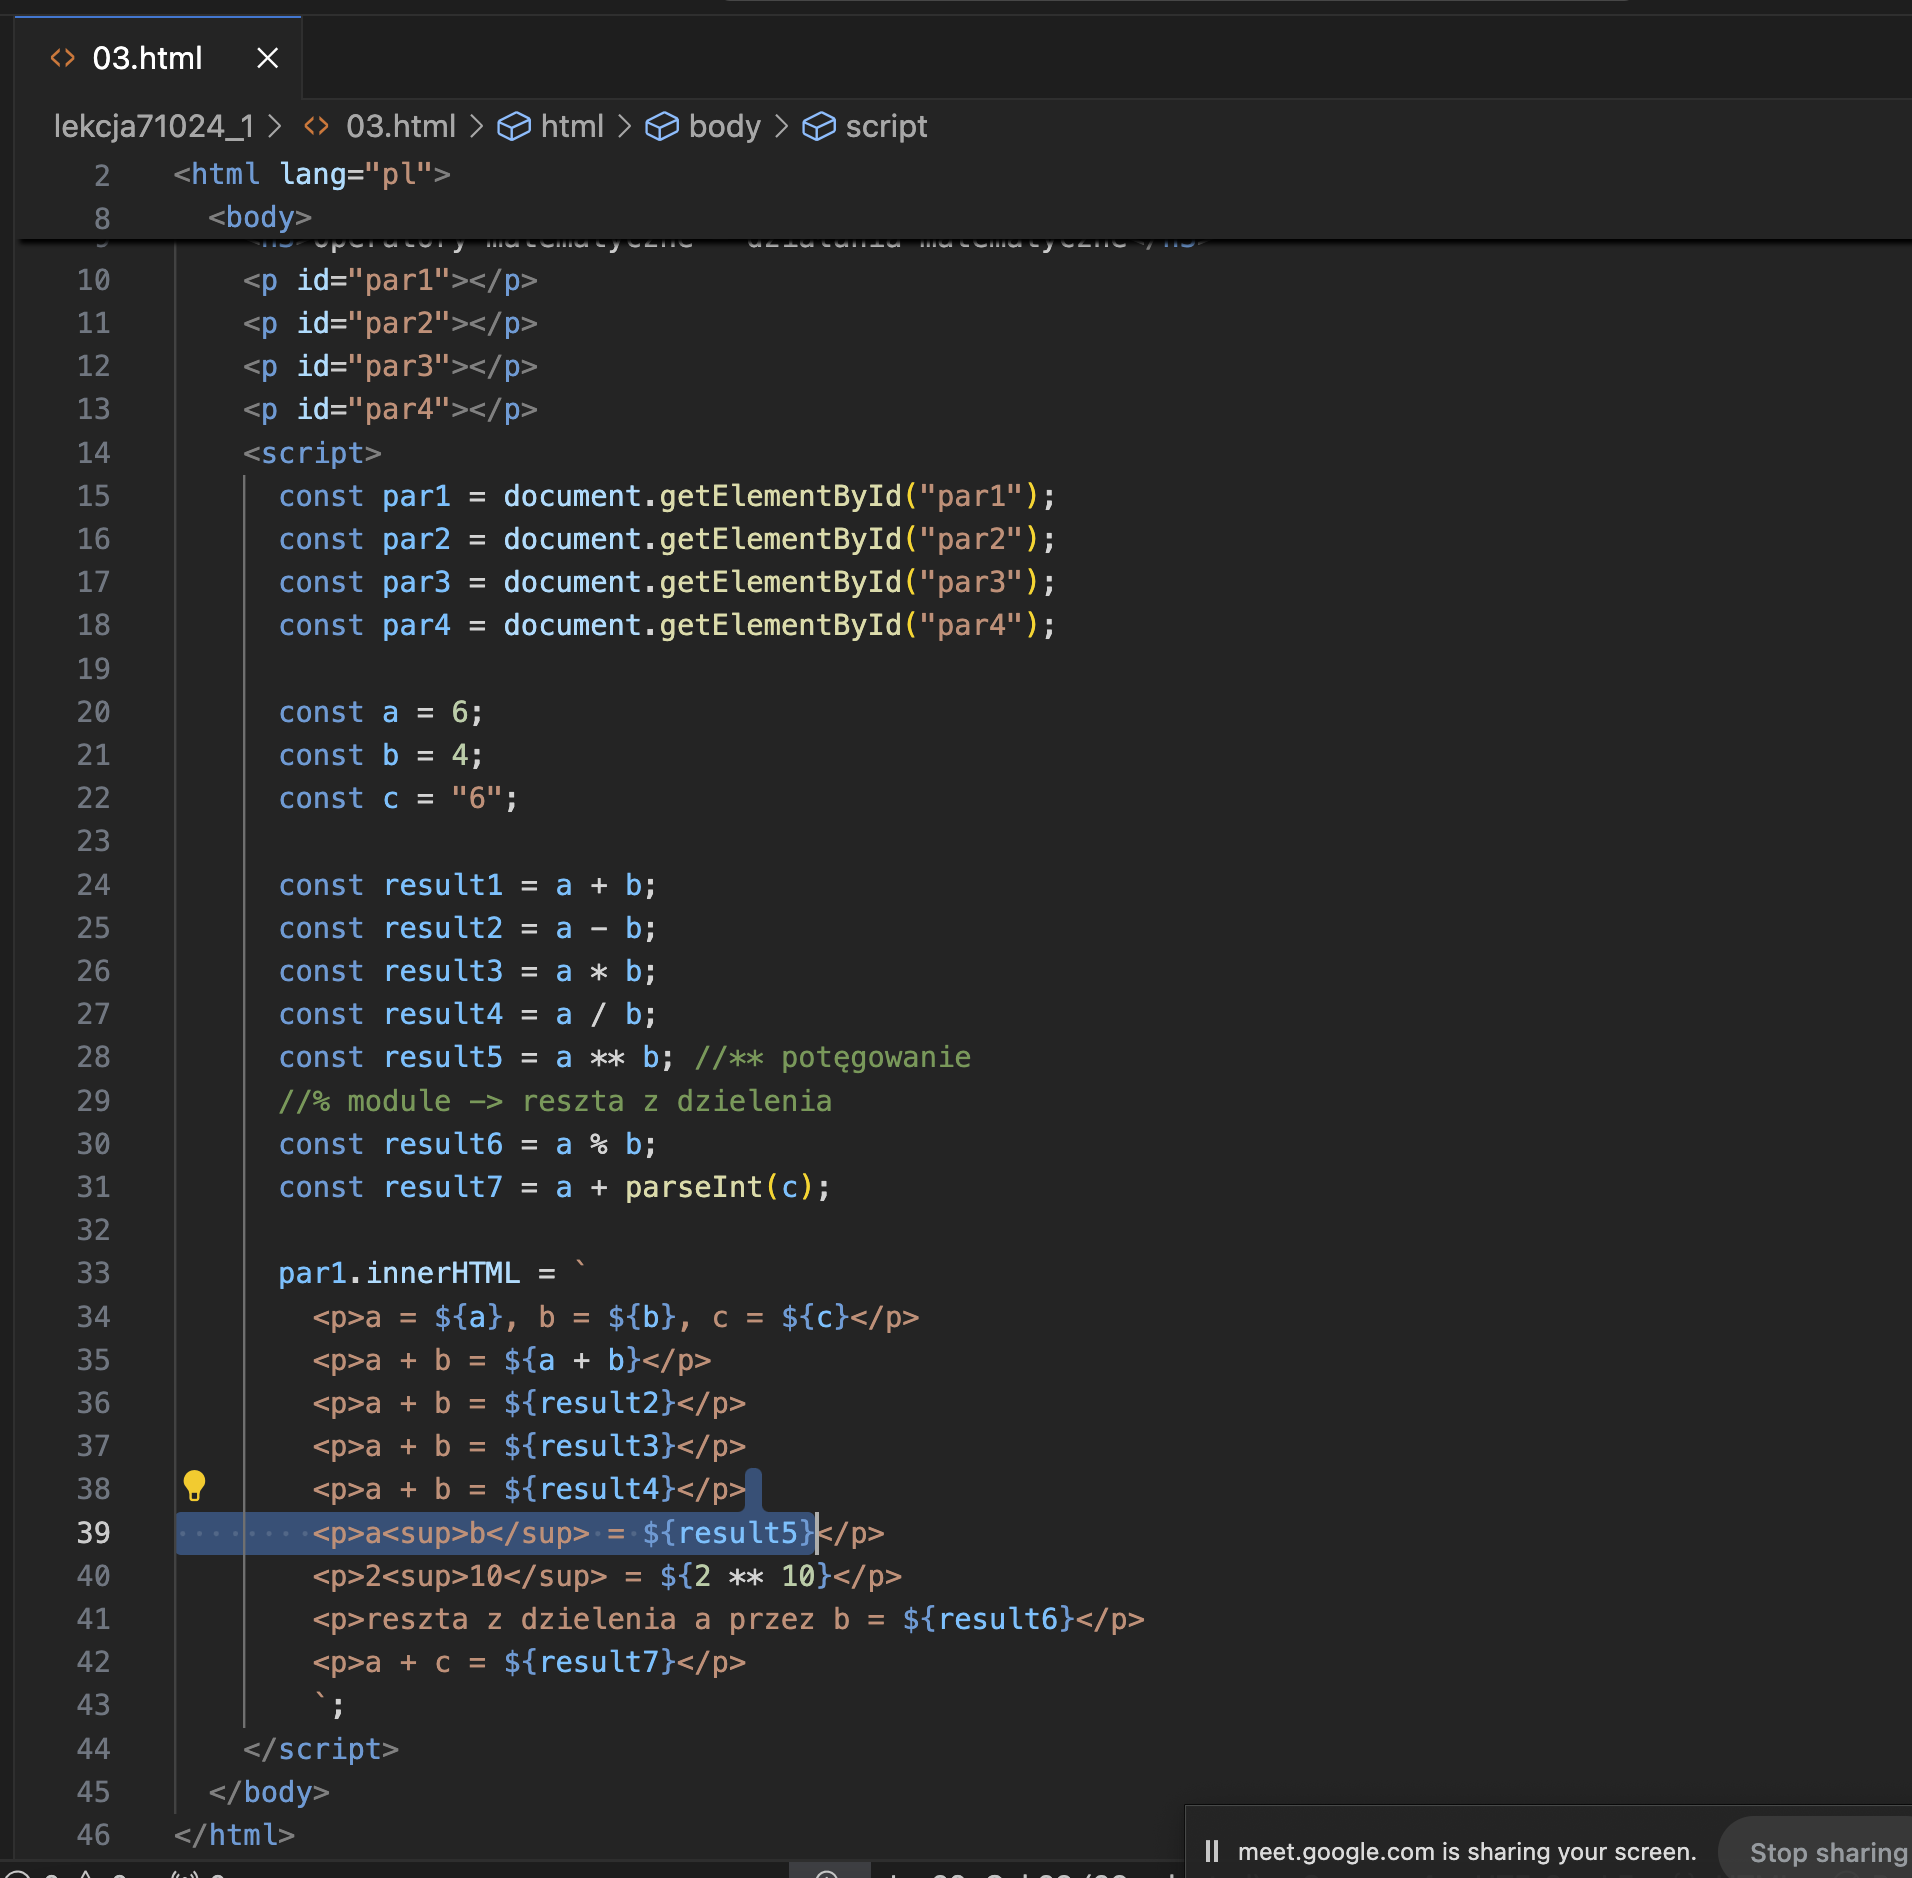 03.html
lekcja71024_1 > 03.html > html > body > script
2 <html lang="pl">
8 <body>
10 <p id="par1"></p>
11 <p id="par2"></p>
12 <p id="par3"></p>
13 <p id="par4"></p>
14 <script>
15 const par1 = document.getElementById("par1");
16 const par2 = document.getElementById("par2");
17 const par3 = document.getElementById("par3");
18 const par4 = document.getElementById("par4");
19
20 const a = 6;
21 const b = 4;
22 const c = "6";
23
24 const result1 = a + b;
25 const result2 = a - b;
26 const result3 = a * b;
27 const result4 = a / b;
28 const result5 = a ** b; //** potęgowanie
29 //% module -> reszta z dzielenia
30 const result6 = a % b;
31 const result7 = a + parseInt(c);
32
33 par1.innerHTML = `
34 <p>a = ${a}, b = ${b}, c = ${c}</p>
35 <p>a + b = ${a + b}</p>
36 <p>a + b = ${result2}</p>
37 <p>a + b = ${result3}</p>
38 <p>a + b = ${result4}</p>
39 <p>a<sup>b</sup> = ${result5}</p>
40 <p>2<sup>10</sup> = ${2 ** 10}</p>
41 <p>reszta z dzielenia a przez b = ${result6}</p>
42 <p>a + c = ${result7}</p>
43 `;
44 </script>
45 </body>
46 </html>
meet.google.com is sharing your screen.
Stop sharing